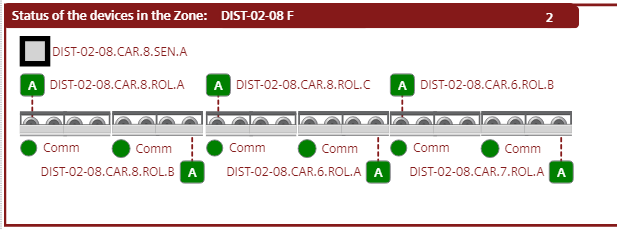 Status of the devices in the Zone: DIST-02-08 F 2
DIST-02-08.CAR.8.SEN.A
A DIST-02-08.CAR.8.ROL.A A DIST-02-08.CAR.8.ROL.C A DIST-02-08.CAR.6.ROL.B
Comm Comm Comm Comm Comm Comm
DIST-02-08.CAR.8.ROL.B A DIST-02-08.CAR.6.ROL.A A DIST-02-08.CAR.7.ROL.A A